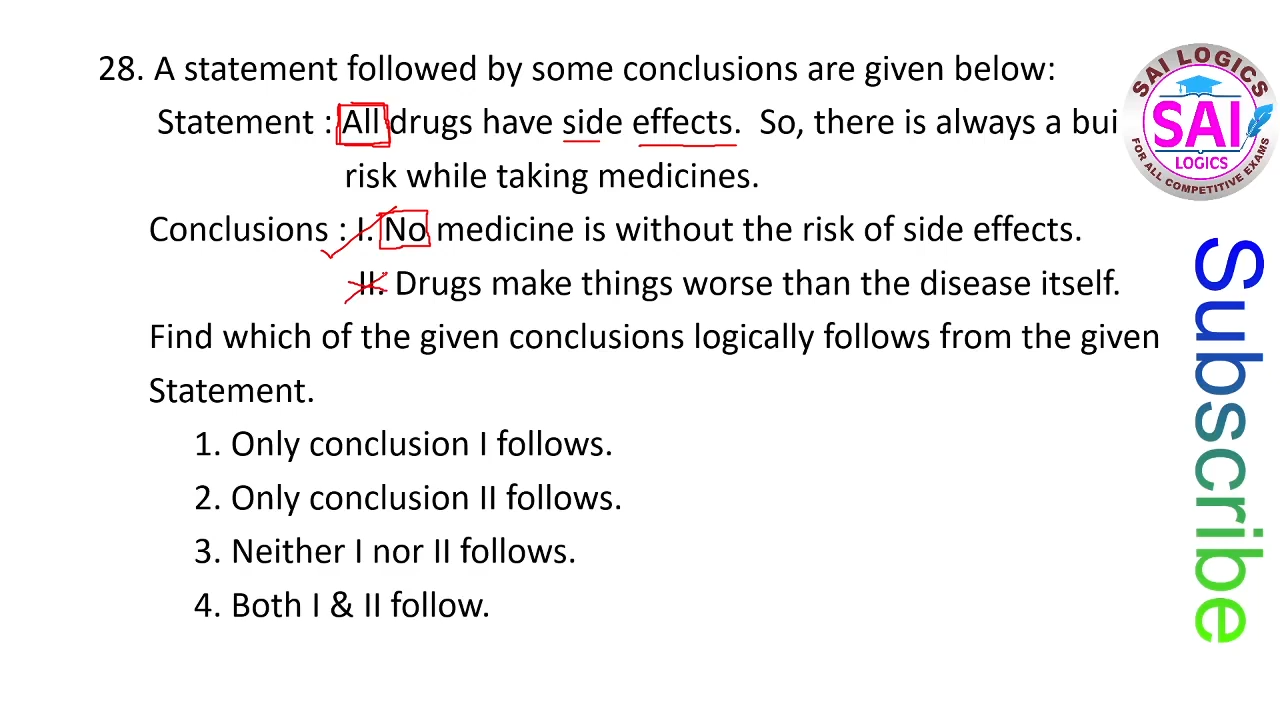 28. A statement followed by some conclusions are given below:
Statement : All drugs have side effects. So, there is always a bui
risk while taking medicines.
Conclusions : I. No medicine is without the risk of side effects.
II. Drugs make things worse than the disease itself.
Find which of the given conclusions logically follows from the given
Statement.
1. Only conclusion I follows.
2. Only conclusion II follows.
3. Neither I nor II follows.
4. Both I & II follow.
SAI LOGICS
SAI
LOGICS
FOR ALL COMPETITIVE EXAMS
Subscribe